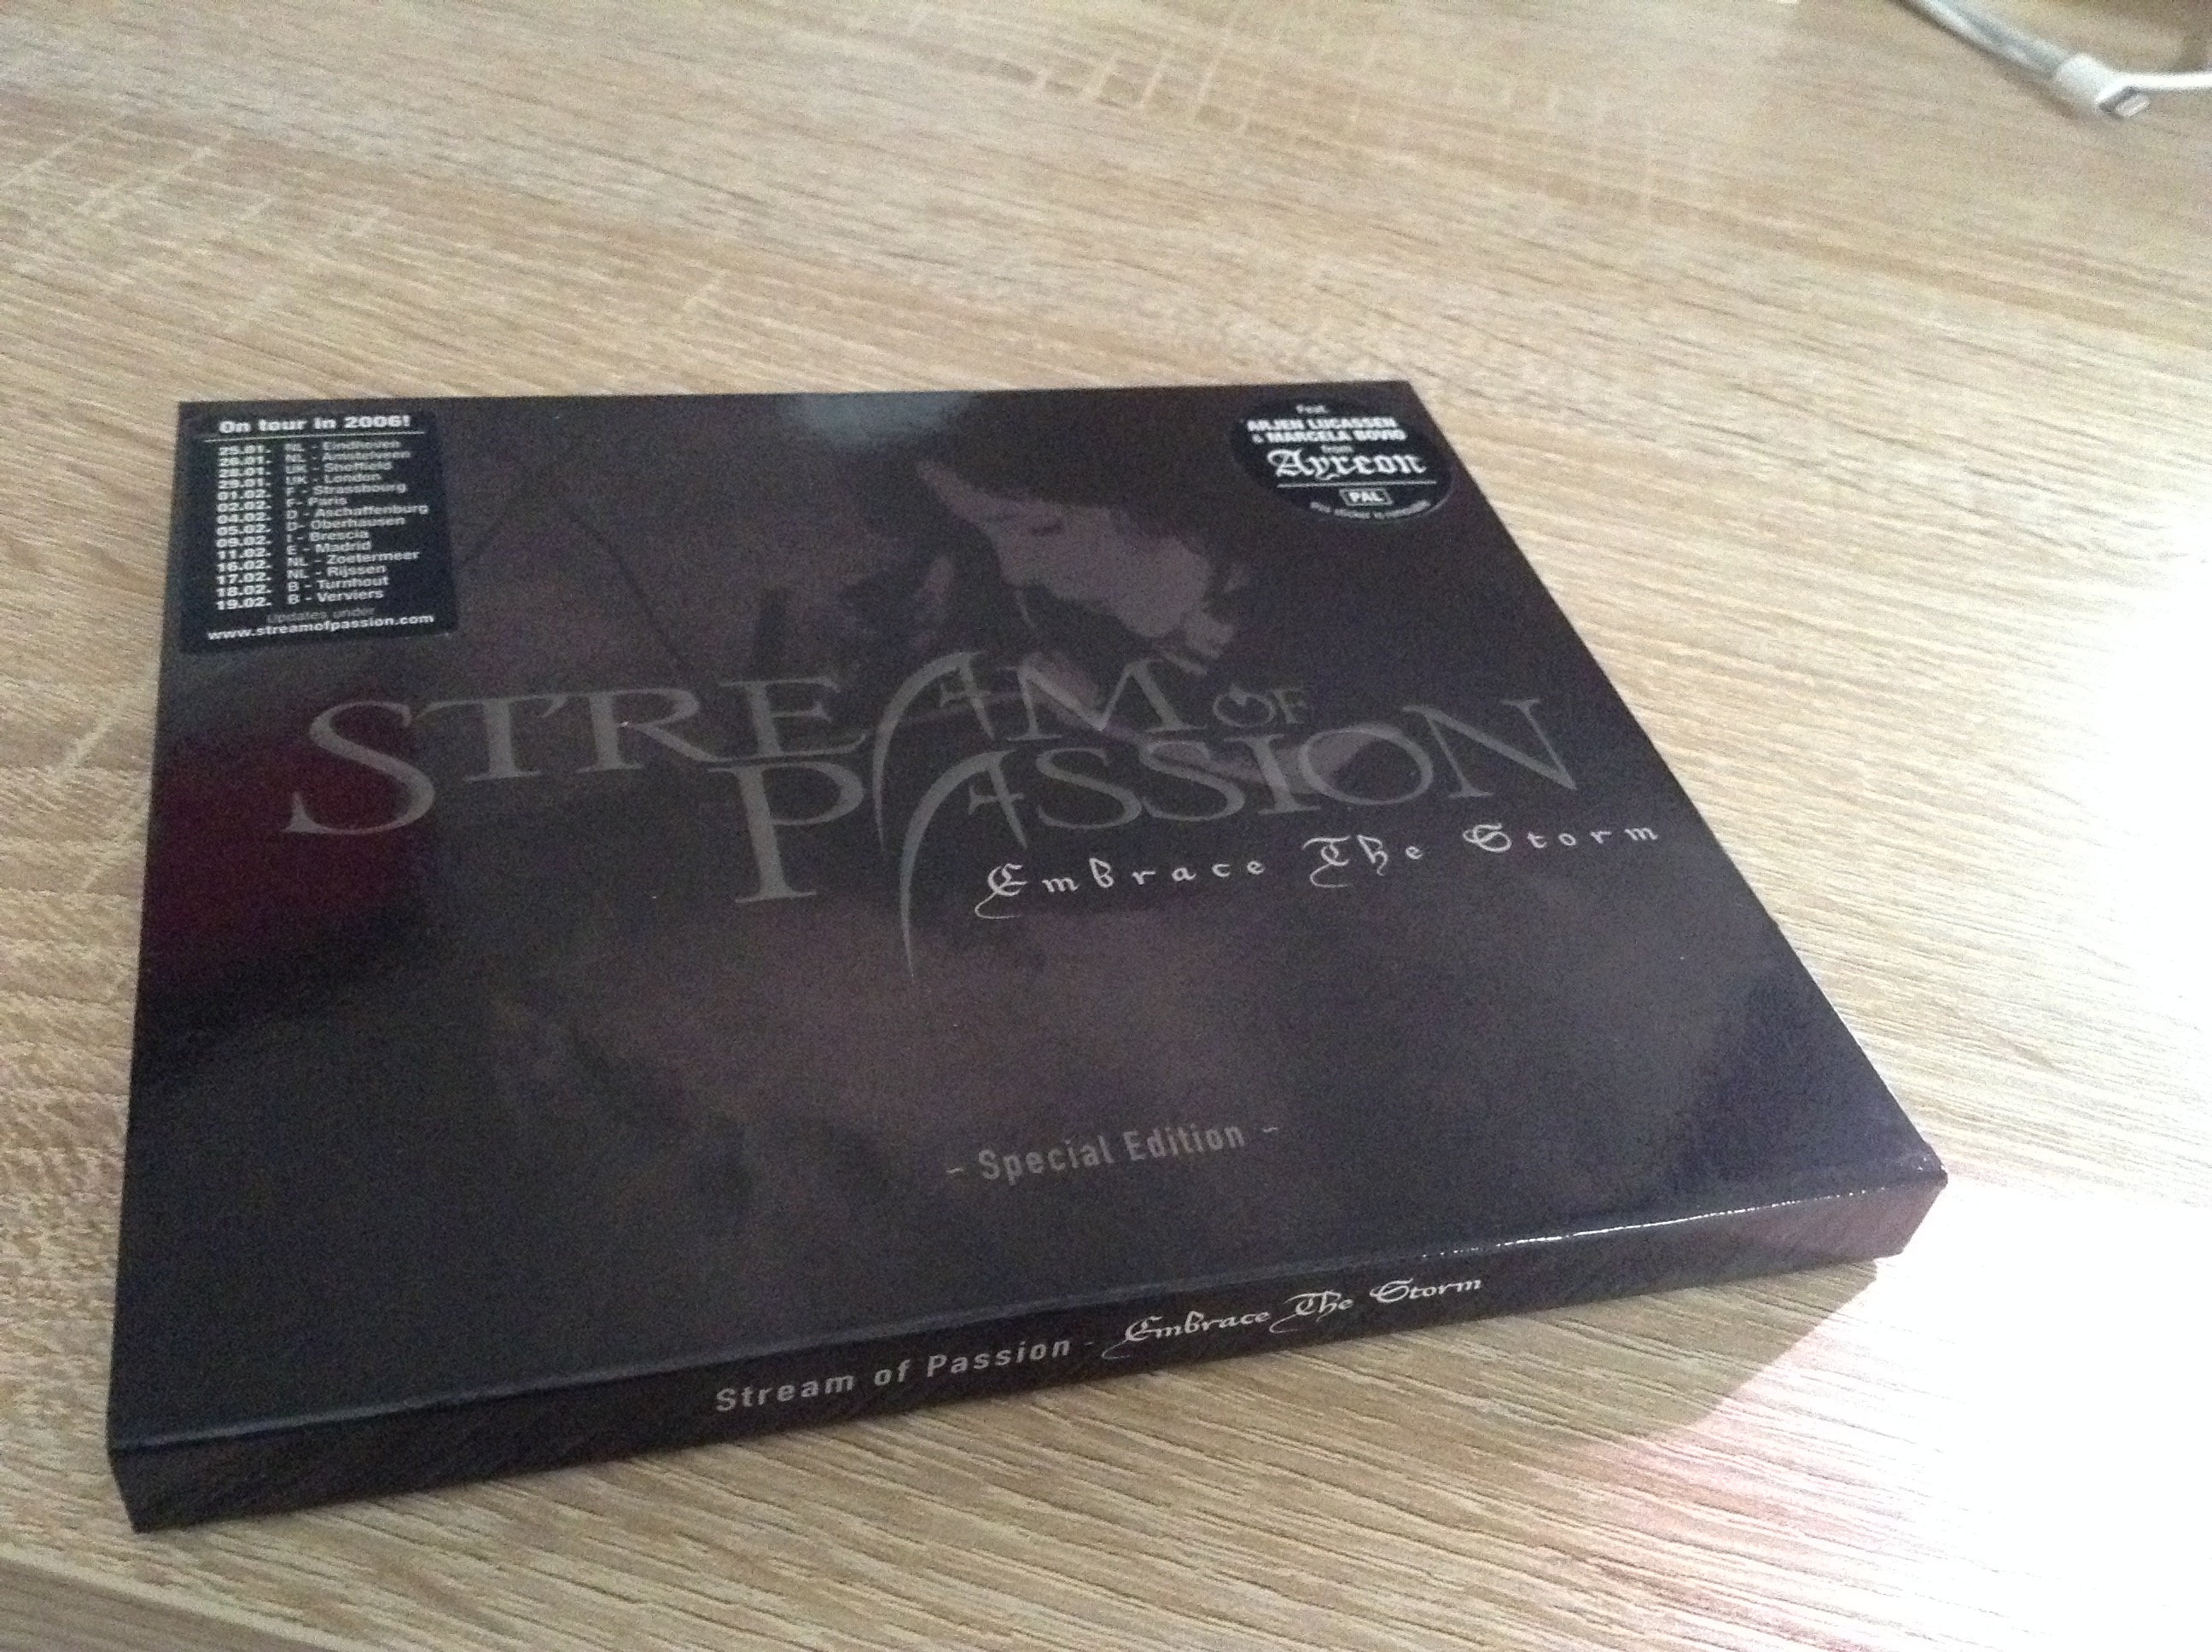 On tour in 2006!
25.01. NL - Eindhoven
26.01. NL - Amstelveen
28.01. UK - Sheffield
29.01. UK - London
01.02. F - Strassbourg
02.02. F- Paris
04.02. D - Aschaffenburg
05.02. D- Oberhausen
09.02. I - Brescia
11.02. E - Madrid
16.02. NL - Zoetermeer
17.02. NL - Rijssen
18.02. B - Turnhout
19.02. B - Verviers
Updates under
www.streamofpassion.com
Feat.
ARJEN LUCASSEN
& MARCELA BOVIO
from
Ayreon
PAL
this sticker is removable
STREAM OF
PASSION
Embrace The Storm
~ Special Edition ~
Stream of Passion - Embrace The Storm